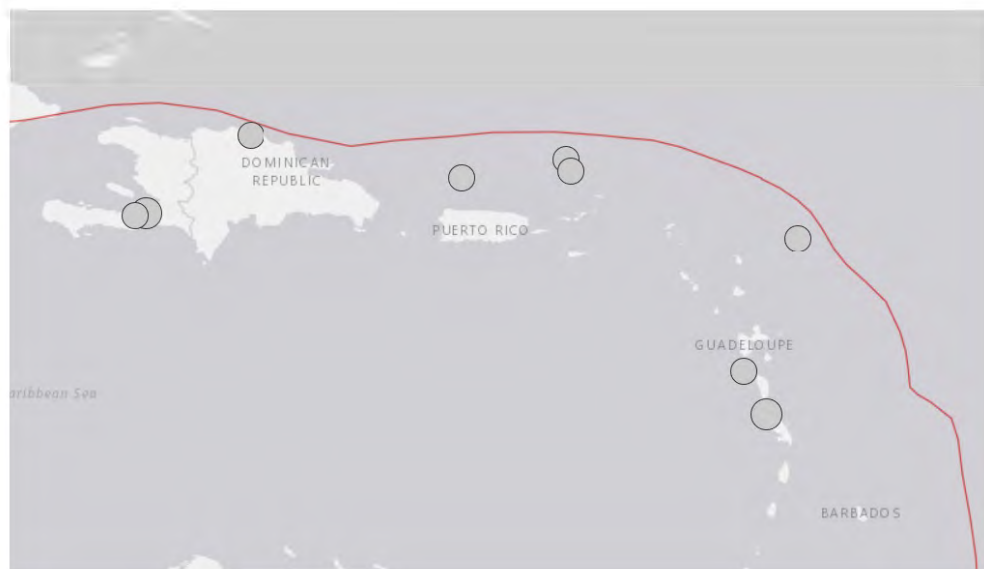 DOMINICAN
REPUBLIC
PUERTO RICO
GUADELOUPE
aribbean Sea
BARBADOS